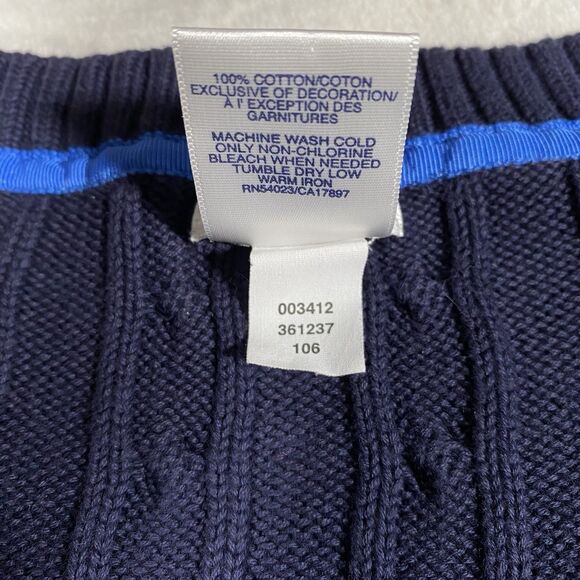 100% COTTON/COTON
EXCLUSIVE OF DECORATION/
À l' EXCEPTION DES
GARNITURES
MACHINE WASH COLD
ONLY NON-CHLORINE
BLEACH WHEN NEEDED
TUMBLE DRY LOW
WARM IRON
RN54023/CA17897
003412
361237
106